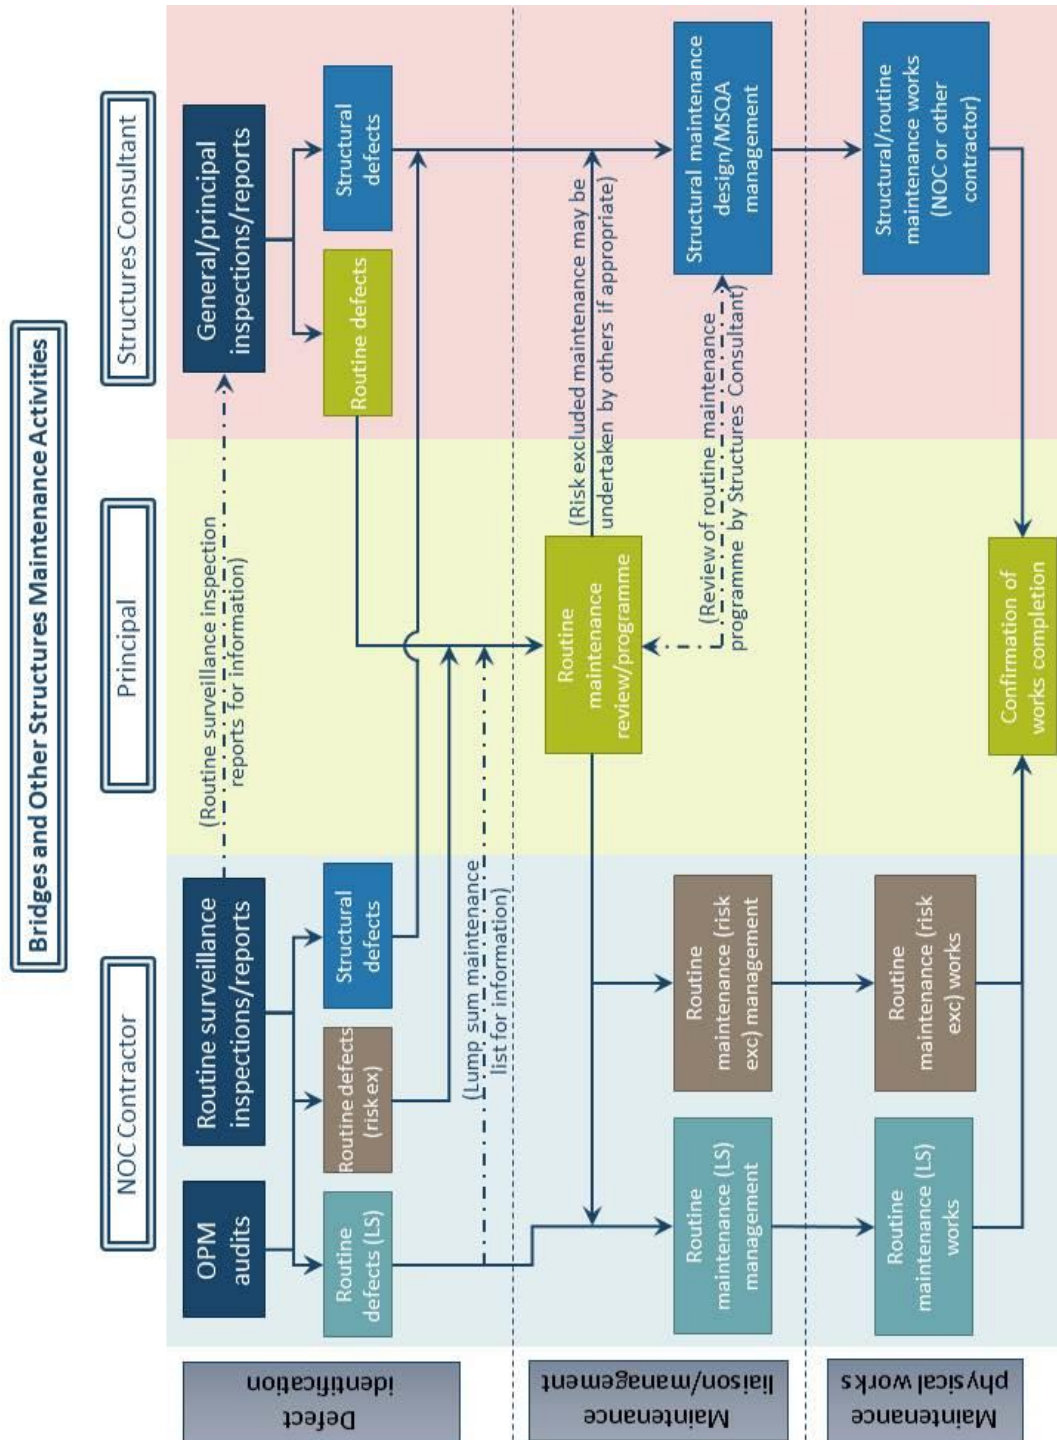 Bridges and Other Structures Maintenance Activities
NOC Contractor
Principal
Structures Consultant
Defect
identification
OPM
audits
Routine surveillance
inspections/reports
(Routine surveillance inspection
reports for information)
General/principal
inspections/reports
Routine
defects (LS)
Routine defects
(risk ex)
Structural
defects
Routine defects
Structural
defects
(Lump sum maintenance
list for information)
Maintenance
liaison/management
Routine
maintenance
review/programme
(Risk excluded maintenance may be
undertaken by others if appropriate)
Routine
maintenance (LS)
management
Routine
maintenance (risk
exc) management
(Review of routine maintenance
programme by Structures Consultant)
Structural maintenance
design/MSQA
management
Maintenance
physical works
Routine
maintenance (LS)
works
Routine
maintenance (risk
exc) works
Structural/routine
maintenance works
(NOC or other
contractor)
Confirmation of
works completion